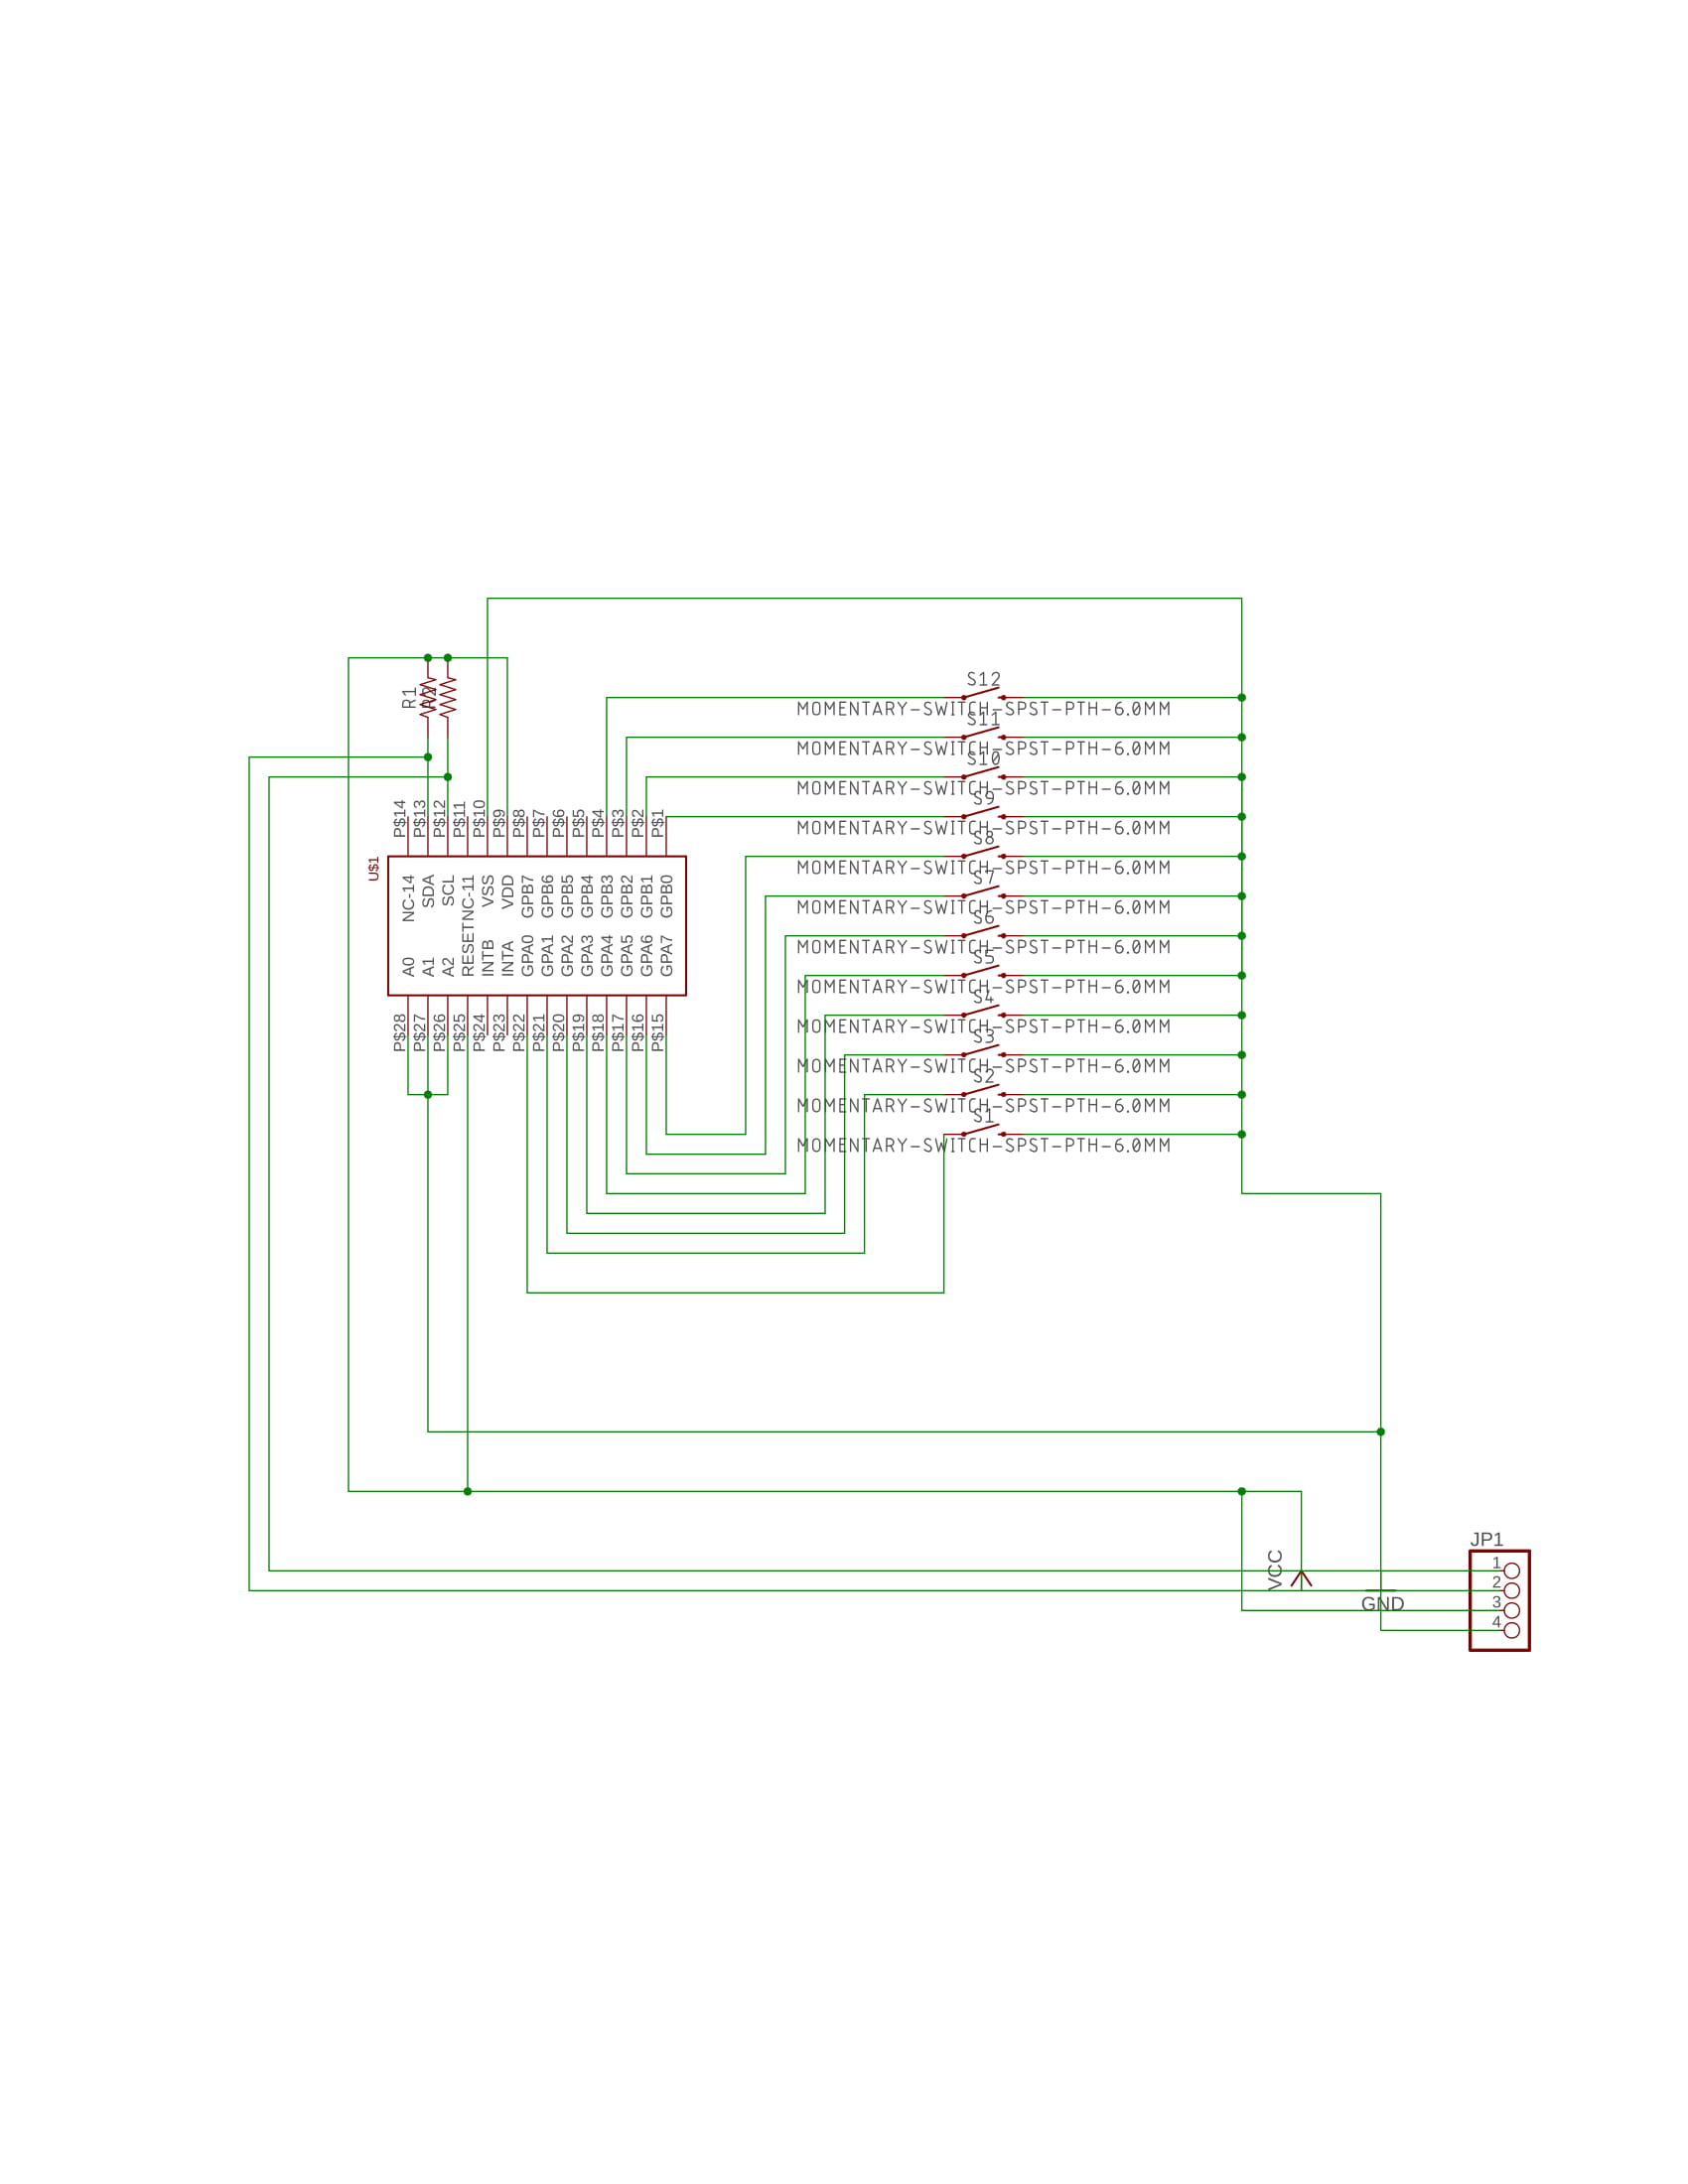 S12
MOMENTARY-SWITCH-SPST-PTH-6.0MM
S11
MOMENTARY-SWITCH-SPST-PTH-6.0MM
S10
MOMENTARY-SWITCH-SPST-PTH-6.0MM
S9
MOMENTARY-SWITCH-SPST-PTH-6.0MM
S8
MOMENTARY-SWITCH-SPST-PTH-6.0MM
S7
MOMENTARY-SWITCH-SPST-PTH-6.0MM
S6
MOMENTARY-SWITCH-SPST-PTH-6.0MM
S5
MOMENTARY-SWITCH-SPST-PTH-6.0MM
S4
MOMENTARY-SWITCH-SPST-PTH-6.0MM
S3
MOMENTARY-SWITCH-SPST-PTH-6.0MM
S2
MOMENTARY-SWITCH-SPST-PTH-6.0MM
S1
MOMENTARY-SWITCH-SPST-PTH-6.0MM
R1
R2
P$14
P$13
P$12
P$11
P$10
P$9
P$8
P$7
P$6
P$5
P$4
P$3
P$2
P$1
U$1
NC-14
SDA
SCL
NC-11
VSS
VDD
GPB7
GPB6
GPB5
GPB4
GPB3
GPB2
GPB1
GPB0
A0
A1
A2
RESET
INTB
INTA
GPA0
GPA1
GPA2
GPA3
GPA4
GPA5
GPA6
GPA7
P$28
P$27
P$26
P$25
P$24
P$23
P$22
P$21
P$20
P$19
P$18
P$17
P$16
P$15
VCC
GND
JP1
1
2
3
4